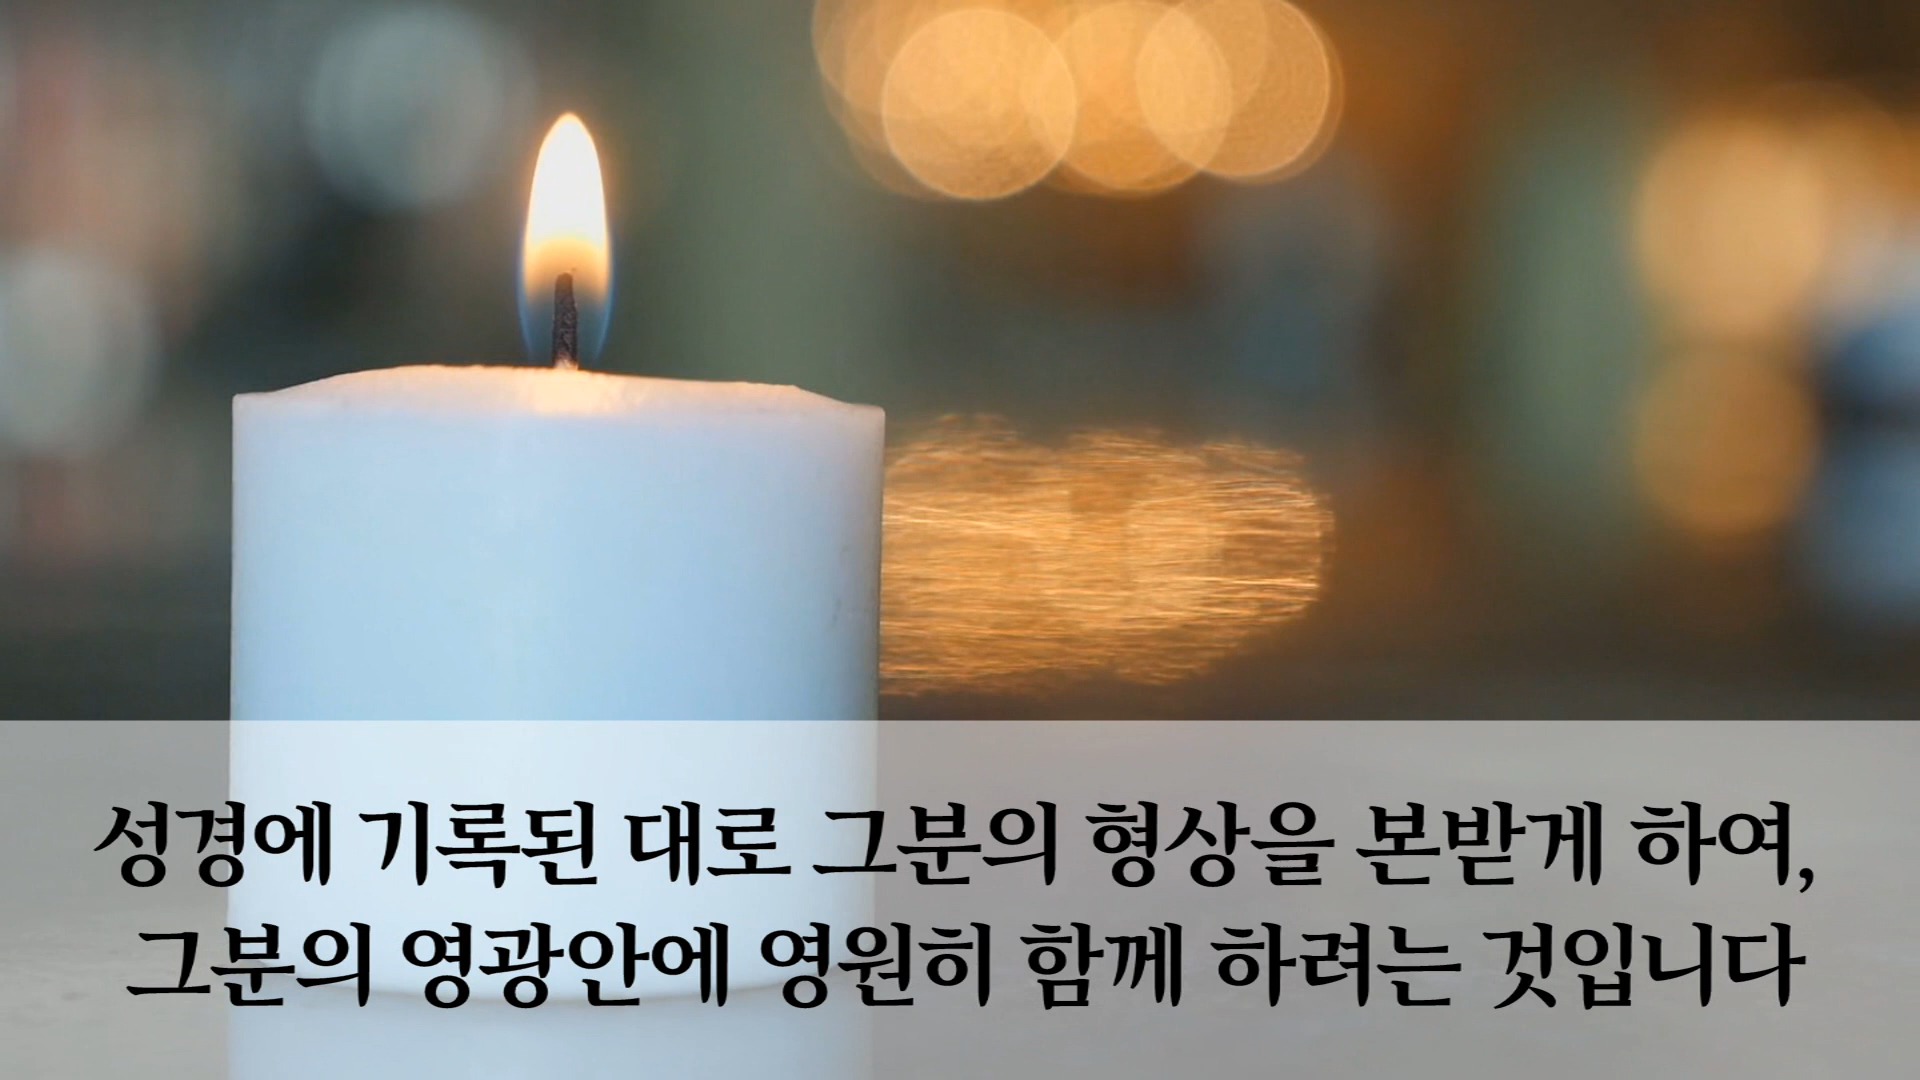 성경에 기록된 대로 그분의 형상을 본받게 하여,
그분의 영광안에 영원히 함께 하려는 것입니다